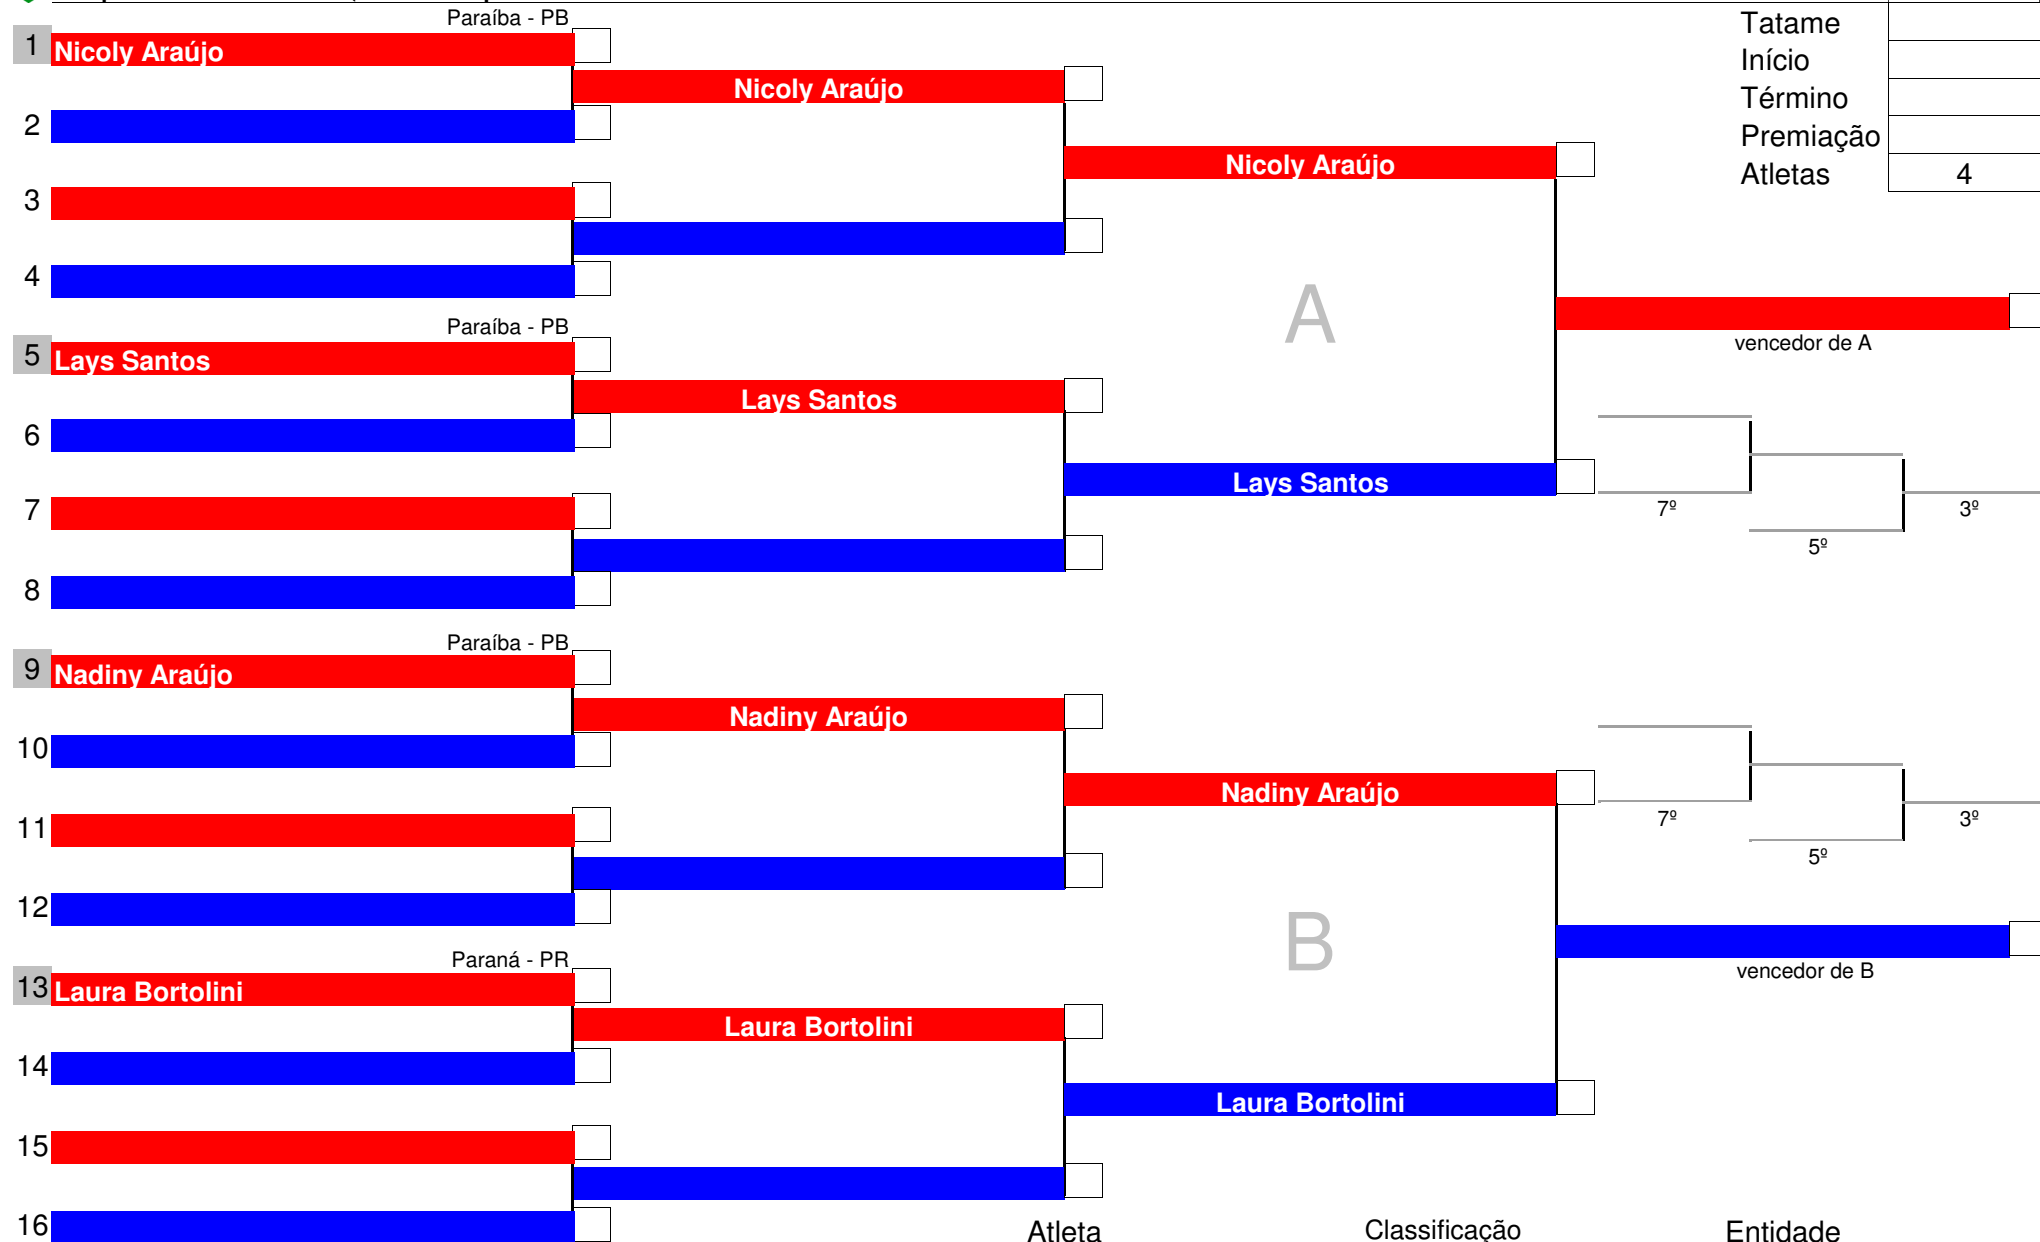 Paraíba - PB
1 Nicoly Araújo
Nicoly Araújo
2
Nicoly Araújo
3
4
Paraíba - PB
5 Lays Santos
Lays Santos
6
Lays Santos
7
8
A
vencedor de A
7º
5º
3º
Paraíba - PB
9 Nadiny Araújo
Nadiny Araújo
10
Nadiny Araújo
11
12
Paraná - PR
13 Laura Bortolini
Laura Bortolini
14
Laura Bortolini
15
16
B
7º
5º
3º
vencedor de B
Tatame
Início
Término
Premiação
Atletas 4
Atleta Classificação Entidade